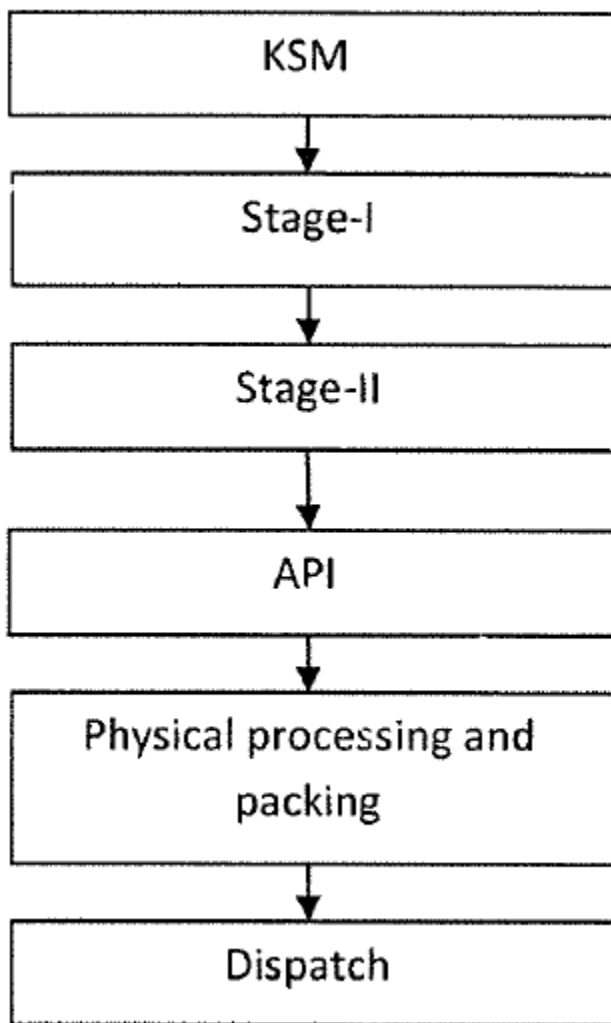 KSM
Stage-I
Stage-II
API
Physical processing and
packing
Dispatch